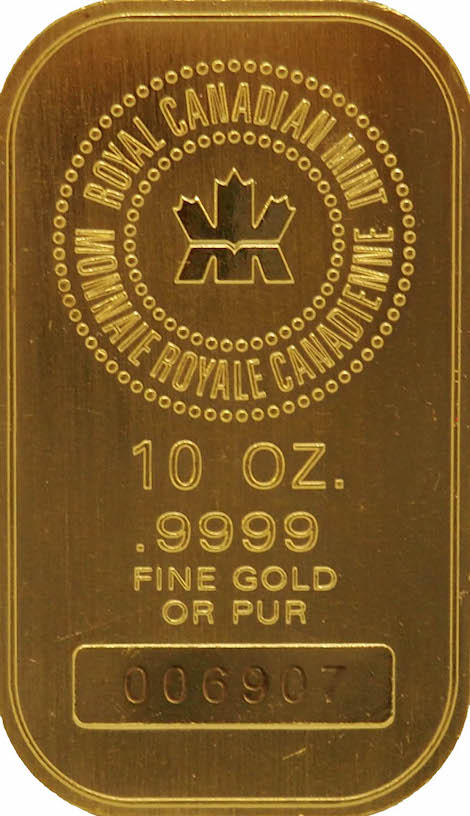 ROYAL CANADIAN MINT
MONNAIE ROYALE CANADIENNE
10 OZ.
.9999
FINE GOLD
OR PUR
006907